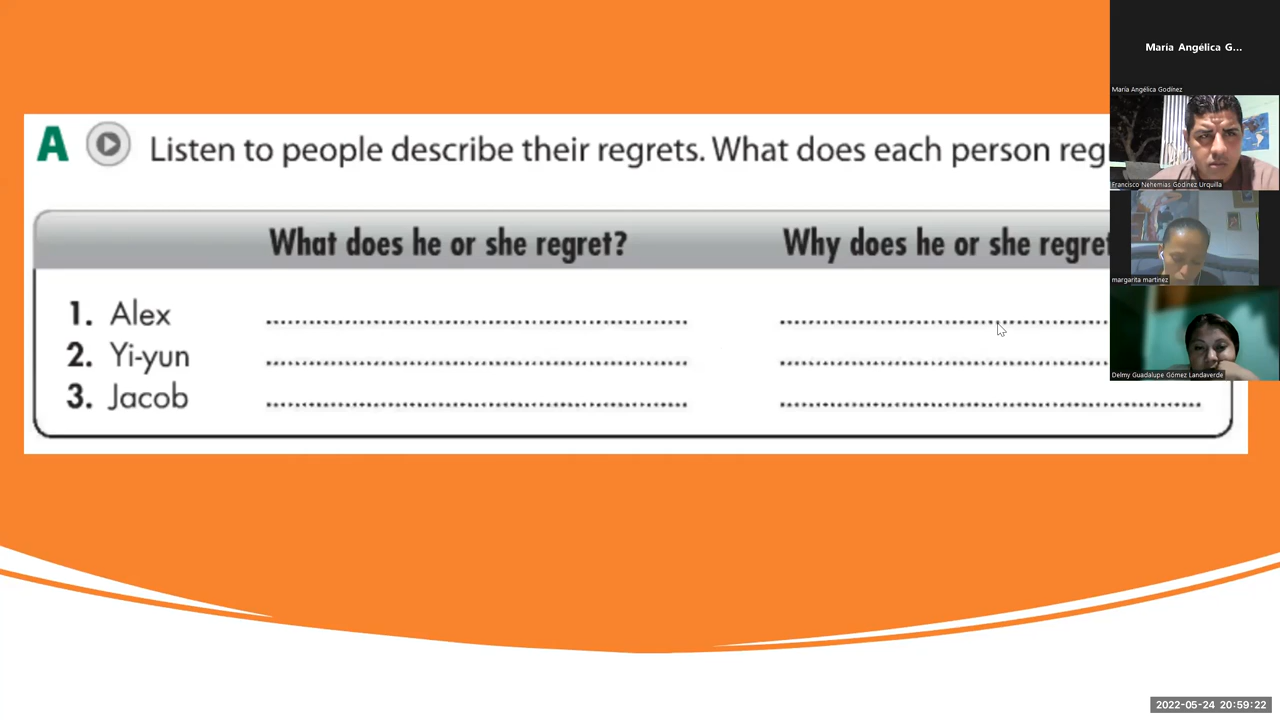 María Angélica G...
María Angélica Godínez
A Listen to people describe their regrets. What does each person reg
Francisco Nehemias Godínez Urquilla
What does he or she regret? Why does he or she regret
margarita martinez
1. Alex
2. Yi-yun
Delmy Guadalupe Gómez Landaverde
3. Jacob
2022-05-24 20:59:22